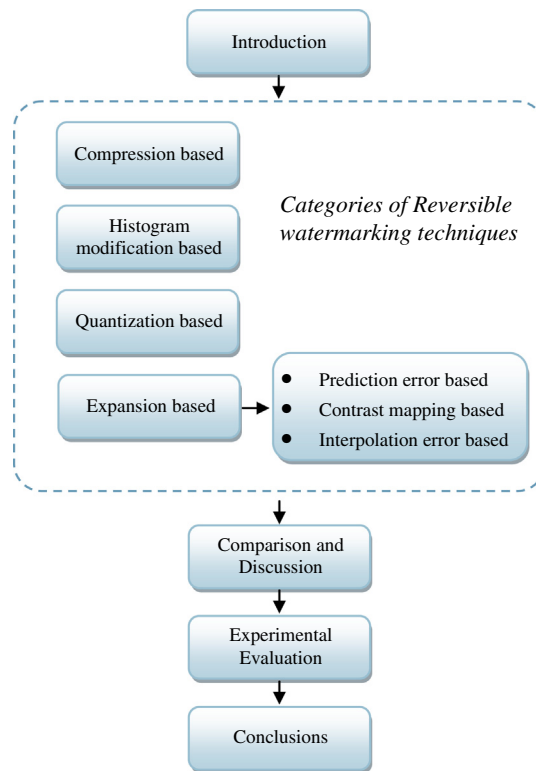 Introduction
Compression based
Histogram
modification based
Quantization based
Expansion based
Categories of Reversible
watermarking techniques
● Prediction error based
● Contrast mapping based
● Interpolation error based
Comparison and
Discussion
Experimental
Evaluation
Conclusions